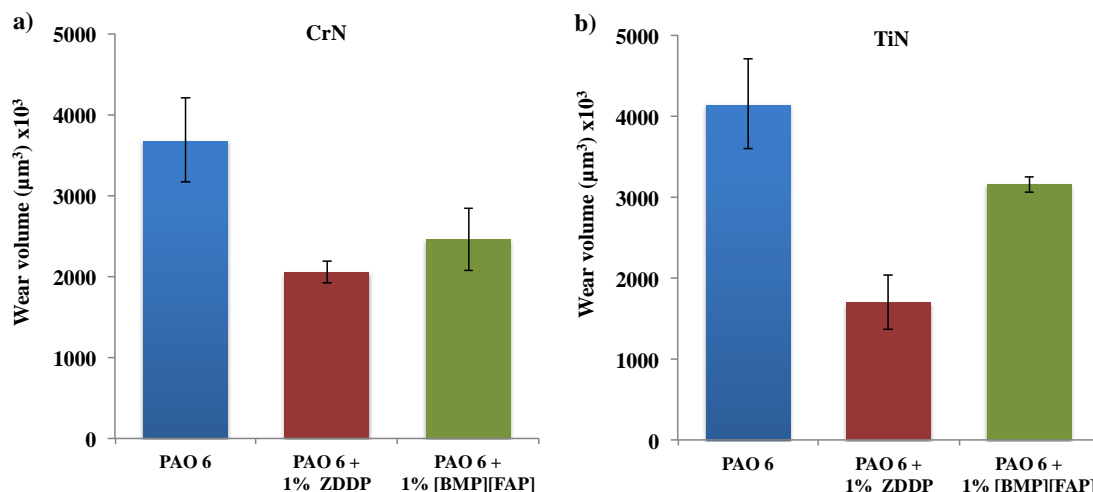 a)
CrN
Wear volume (µm³) x10³
5000
4000
3000
2000
1000
0
PAO 6
PAO 6 +
1% ZDDP
PAO 6 +
1% [BMP][FAP]
b)
TiN
Wear volume (µm³) x10³
5000
4000
3000
2000
1000
0
PAO 6
PAO 6 +
1% ZDDP
PAO 6 +
1% [BMP][FAP]